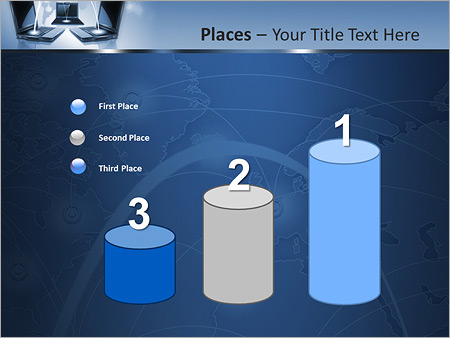 Places – Your Title Text Here
First Place
Second Place
Third Place
1
2
3